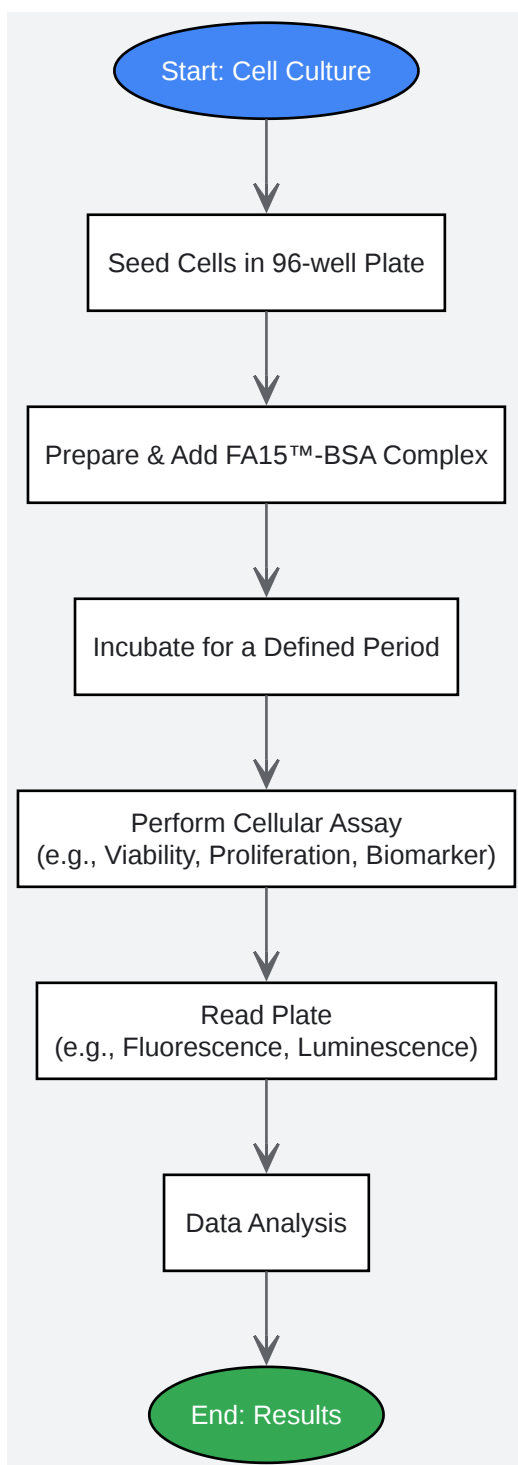 Start: Cell Culture
Seed Cells in 96-well Plate
Prepare & Add FA15™-BSA Complex
Incubate for a Defined Period
Perform Cellular Assay
(e.g., Viability, Proliferation, Biomarker)
Read Plate
(e.g., Fluorescence, Luminescence)
Data Analysis
End: Results